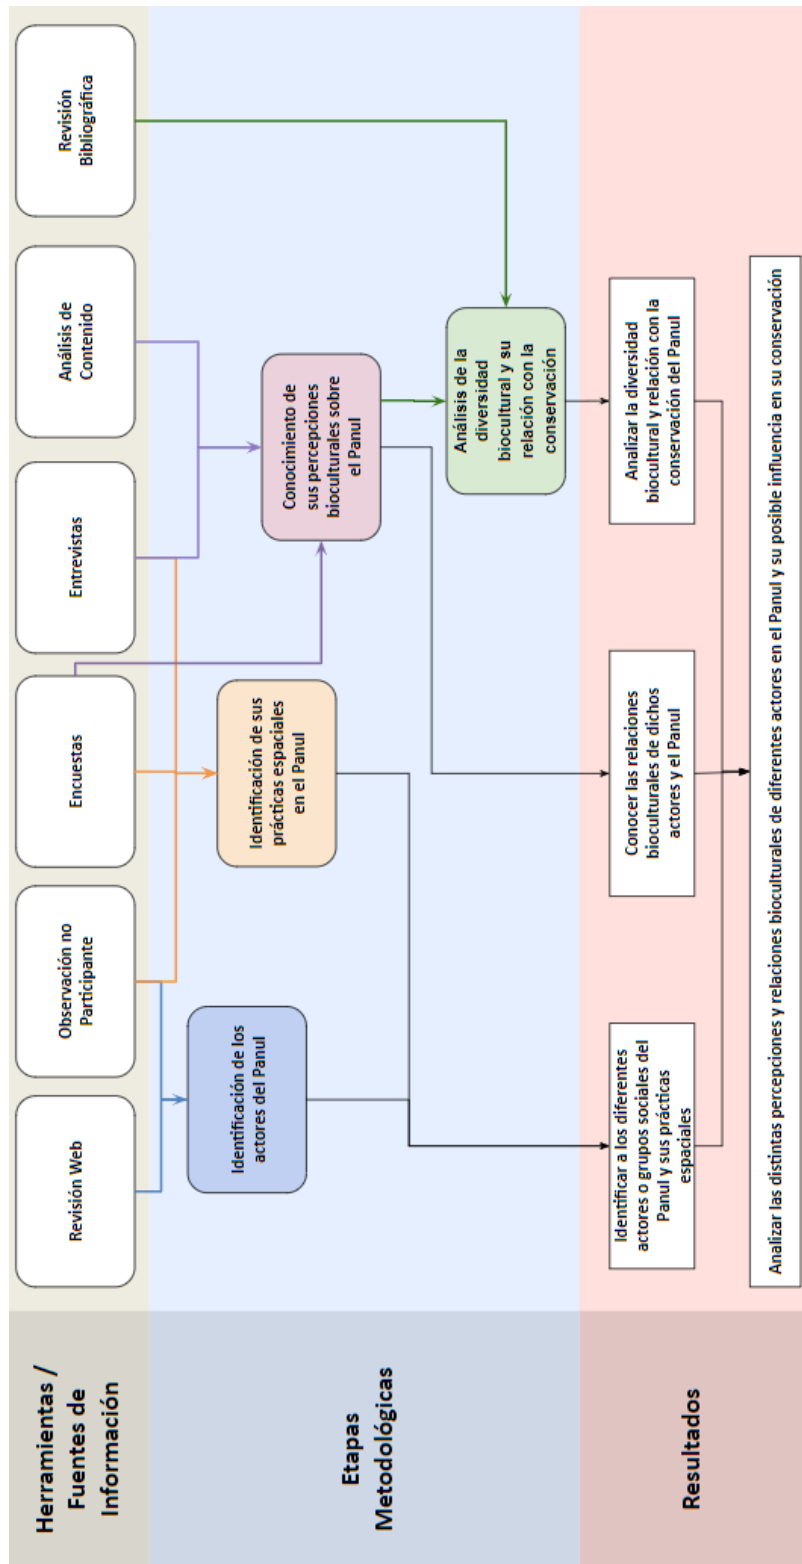 Herramientas /
Fuentes de
Información
Revisión Web
Observación no
Participante
Encuestas
Entrevistas
Análisis de
Contenido
Revisión
Bibliográfica
Etapas
Metodológicas
Identificación de los
actores del Panul
Identificación de sus
prácticas espaciales
en el Panul
Conocimiento de
sus percepciones
bioculturales sobre
el Panul
Análisis de la
diversidad
biocultural y su
relación con la
conservación
Resultados
Identificar a los diferentes
actores o grupos sociales del
Panul y sus prácticas
espaciales
Conocer las relaciones
bioculturales de dichos
actores y el Panul
Analizar la diversidad
biocultural y relación con la
conservación del Panul
Analizar las distintas percepciones y relaciones bioculturales de diferentes actores en el Panul y su posible influencia en su conservación